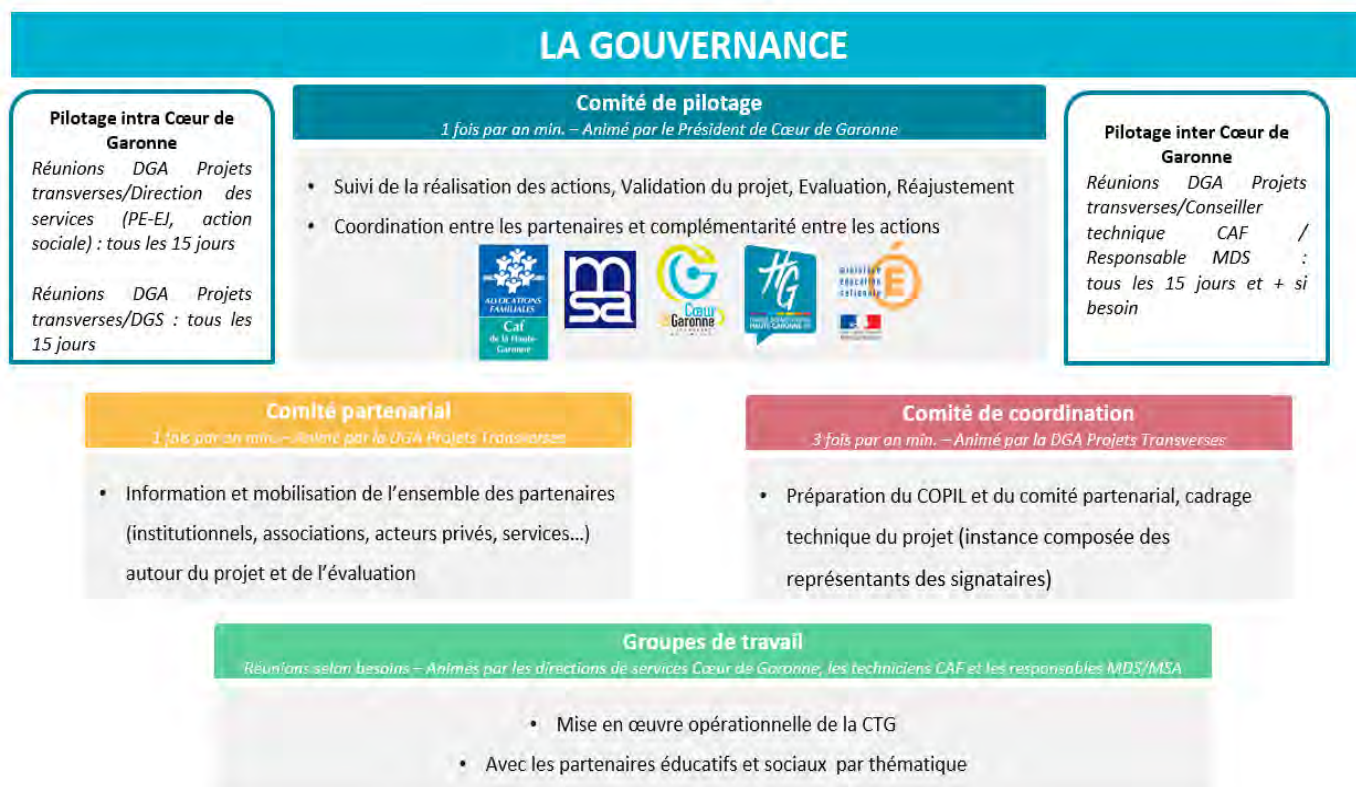 LA GOUVERNANCE
Pilotage intra Cœur de
Garonne
Réunions DGA Projets
transverses/Direction des
services (PE-EJ, action
sociale) : tous les 15 jours
Réunions DGA Projets
transverses/DGS : tous les
15 jours
Comité de pilotage
1 fois par an min. – Animé par le Président de Cœur de Garonne
• Suivi de la réalisation des actions, Validation du projet, Evaluation, Réajustement
• Coordination entre les partenaires et complémentarité entre les actions
ALLOCATIONS
FAMILIALES
Caf
de la Haute-
Garonne
msa
Cœur
de Garonne
HG
HAUTE-GARONNE
ministère
éducation
nationale
Pilotage inter Cœur de
Garonne
Réunions DGA Projets
transverses/Conseiller
technique CAF /
Responsable MDS :
tous les 15 jours et + si
besoin
Comité partenarial
1 fois par an min. – Animé par la DGA Projets Transverses
• Information et mobilisation de l'ensemble des partenaires
(institutionnels, associations, acteurs privés, services…)
autour du projet et de l'évaluation
Comité de coordination
3 fois par an min. – Animé par la DGA Projets Transverses
• Préparation du COPIL et du comité partenarial, cadrage
technique du projet (instance composée des
représentants des signataires)
Groupes de travail
Réunions selon besoins – Animés par les directions de services Cœur de Garonne, les techniciens CAF et les responsables MDS/MSA
• Mise en œuvre opérationnelle de la CTG
• Avec les partenaires éducatifs et sociaux par thématique